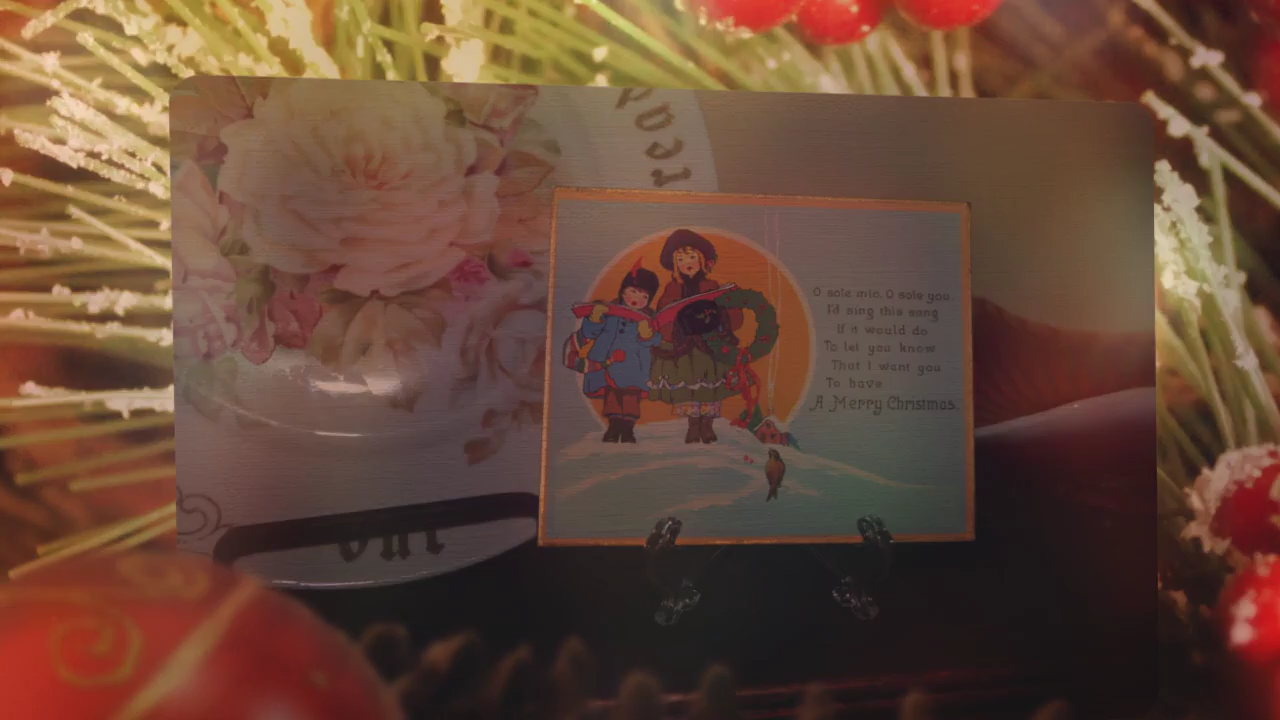 O sole mio, O sole you,
I'd sing this song
If it would do
To let you know
That I want you
To have
A Merry Christmas.
our